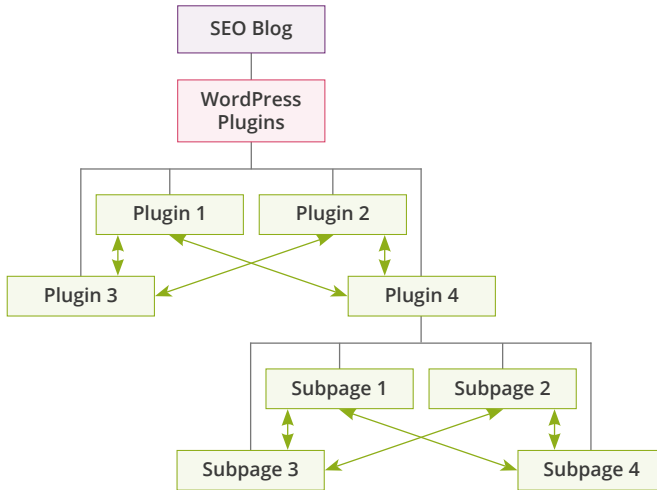 SEO Blog
WordPress
Plugins
Plugin 1
Plugin 2
Plugin 3
Plugin 4
Subpage 1
Subpage 2
Subpage 3
Subpage 4